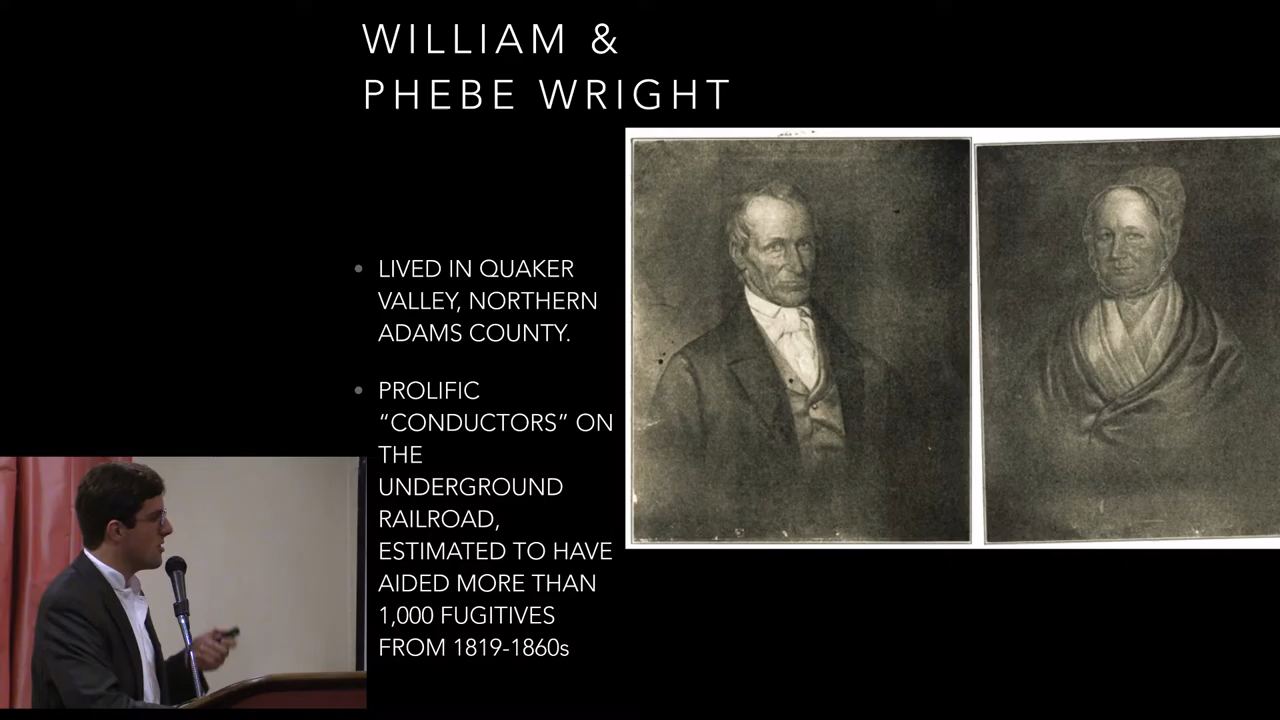 WILLIAM &
PHEBE WRIGHT
• LIVED IN QUAKER
VALLEY, NORTHERN
ADAMS COUNTY.
• PROLIFIC
“CONDUCTORS” ON
THE
UNDERGROUND
RAILROAD,
ESTIMATED TO HAVE
AIDED MORE THAN
1,000 FUGITIVES
FROM 1819-1860s